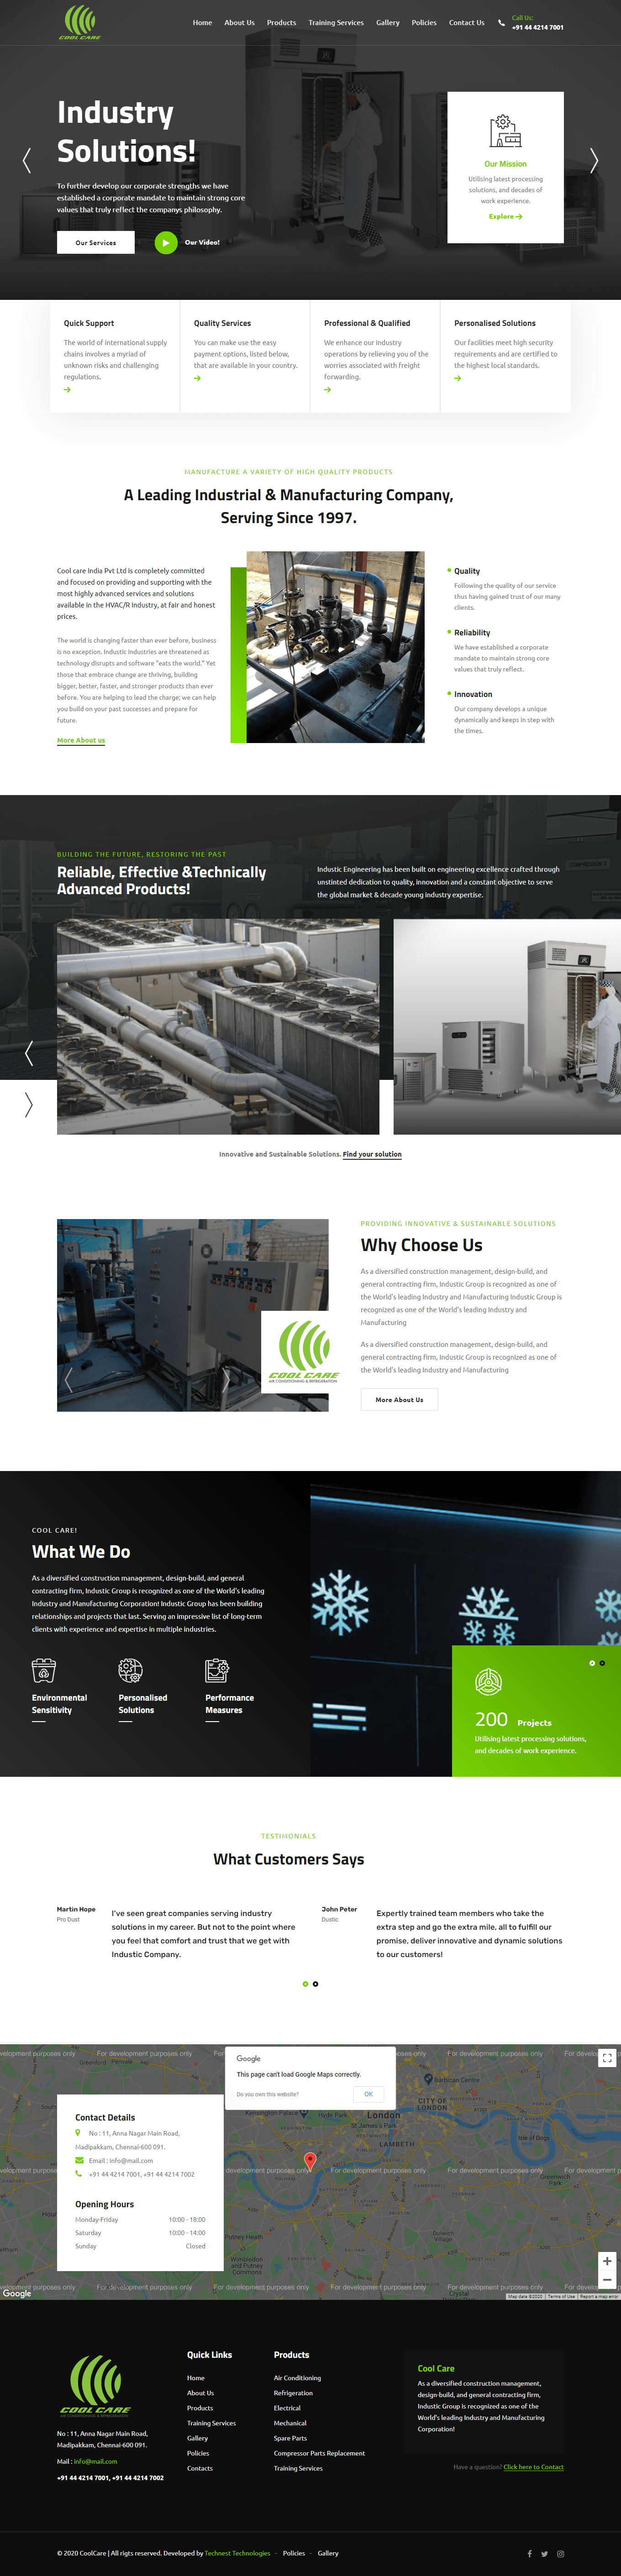 COOL CARE
Home About Us Products Training Services Gallery Policies Contact Us
Call Us:
+91 44 4214 7001
Industry
Solutions!
To further develop our corporate strengths we have
established a corporate mandate to maintain strong core
values that truly reflect the companys philosophy.
Our Services
Our Video!
Our Mission
Utilising latest processing
solutions, and decades of
work experience.
Explore
Quick Support
The world of international supply
chains involves a myriad of
unknown risks and challenging
regulations.
Quality Services
You can make use the easy
payment options, listed below,
that are available in your country.
Professional & Qualified
We enhance our industry
operations by relieving you of the
worries associated with freight
forwarding.
Personalised Solutions
Our facilities meet high security
requirements and are certified to
the highest local standards.
MANUFACTURE A VARIETY OF HIGH QUALITY PRODUCTS
A Leading Industrial & Manufacturing Company,
Serving Since 1997.
Cool care India Pvt Ltd is completely committed
and focused on providing and supporting with the
most highly advanced services and solutions
available in the HVAC/R Industry, at fair and honest
prices.
The world is changing faster than ever before, business
is no exception. Industic Industries are threatened as
technology disrupts and software "eats the world." Yet
those that embrace change are thriving, building
bigger, better, faster, and stronger products than ever
before. You are helping to lead the charge; we can help
you build on your past successes and prepare for
future.
More About us
Quality
Following the quality of our service
thus having gained trust of our many
clients.
Reliability
We have established a corporate
mandate to maintain strong core
values that truly reflect.
Innovation
Our company develops a unique
dynamically and keeps in step with
the times.
BUILDING THE FUTURE, RESTORING THE PAST
Reliable, Effective &Technically
Advanced Products!
Industic Engineering has been built on engineering excellence crafted through
unstinted dedication to quality, innovation and a constant objective to serve
the global market & decade young industry expertise.
Innovative and Sustainable Solutions. Find your solution
COOL CARE
AIR CONDITIONING & REFRIGERATION
PROVIDING INNOVATIVE & SUSTAINABLE SOLUTIONS
Why Choose Us
As a diversified construction management, design-build, and
general contracting firm, Industic Group is recognized as one of
the World's leading Industry and Manufacturing Industic Group is
recognized as one of the World's leading Industry and
Manufacturing
As a diversified construction management, design-build, and
general contracting firm, Industic Group is recognized as one of
the World's leading Industry and Manufacturing
More About Us
COOL CARE!
What We Do
As a diversified construction management, design-build, and general
contracting firm, Industic Group is recognized as one of the World's leading
Industry and Manufacturing Corporation! Industic Group has been building
relationships and projects that last. Serving an impressive list of long-term
clients with experience and expertise in multiple industries.
Environmental
Sensitivity
Personalised
Solutions
Performance
Measures
200 Projects
Utilising latest processing solutions,
and decades of work experience.
TESTIMONIALS
What Customers Says
Martin Hope
Pro Dust
I've seen great companies serving industry
solutions in my career. But not to the point where
you feel that comfort and trust that we get with
Industic Company.
John Peter
Dustic
Expertly trained team members who take the
extra step and go the extra mile, all to fulfill our
promise, deliver innovative and dynamic solutions
to our customers!
For development purposes only
Google
This page can't load Google Maps correctly.
Do you own this website?
OK
Barbican Centre
CITY OF
LONDON
Kensington Palace
Hyde Park
London
St James's Park
LAMBETH
Isle of Dogs
Greenwich
Park
Putney Heath
Wimbledon
and Putney
Commons
Crystal
Contact Details
No : 11, Anna Nagar Main Road,
Madipakkam, Chennai-600 091.
Email : info@mail.com
+91 44 4214 7001, +91 44 4214 7002
Opening Hours
Monday-Friday 10:00 - 18:00
Saturday 10:00 - 14:00
Sunday Closed
Google
Map data ©2020 Terms of Use Report a map error
COOL CARE
AIR CONDITIONING & REFRIGERATION
No : 11, Anna Nagar Main Road,
Madipakkam, Chennai-600 091.
Mail : info@mail.com
+91 44 4214 7001, +91 44 4214 7002
Quick Links
Home
About Us
Products
Training Services
Gallery
Policies
Contacts
Products
Air Conditioning
Refrigeration
Electrical
Mechanical
Spare Parts
Compressor Parts Replacement
Training Services
Cool Care
As a diversified construction management,
design-build, and general contracting firm,
Industic Group is recognized as one of the
World's leading Industry and Manufacturing
Corporation!
Have a question? Click here to Contact
© 2020 CoolCare | All rigts reserved. Developed by Technest Technologies - Policies - Gallery